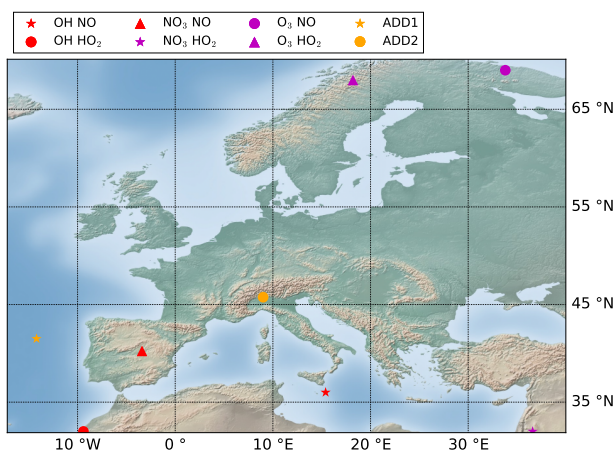 OH NO NO₃ NO O₃ NO ADD1
OH HO₂ NO₃ HO₂ O₃ HO₂ ADD2
65 °N
55 °N
45 °N
35 °N
10 °W 0 ° 10 °E 20 °E 30 °E